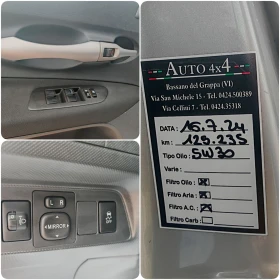 L R
MIRROR
AUTO 4x4
Bassano del Grappa (VI)
Via San Michele 15 - Tel. 0424.500389
Via Cellini 7 - Tel. 0424.35318
DATA: 16.7.24
km: 125.235
Tipo Olio: 5W30
Varie:
Filtro Olio:
Filtro Aria:
Filtro A.C.:
Filtro Carb: